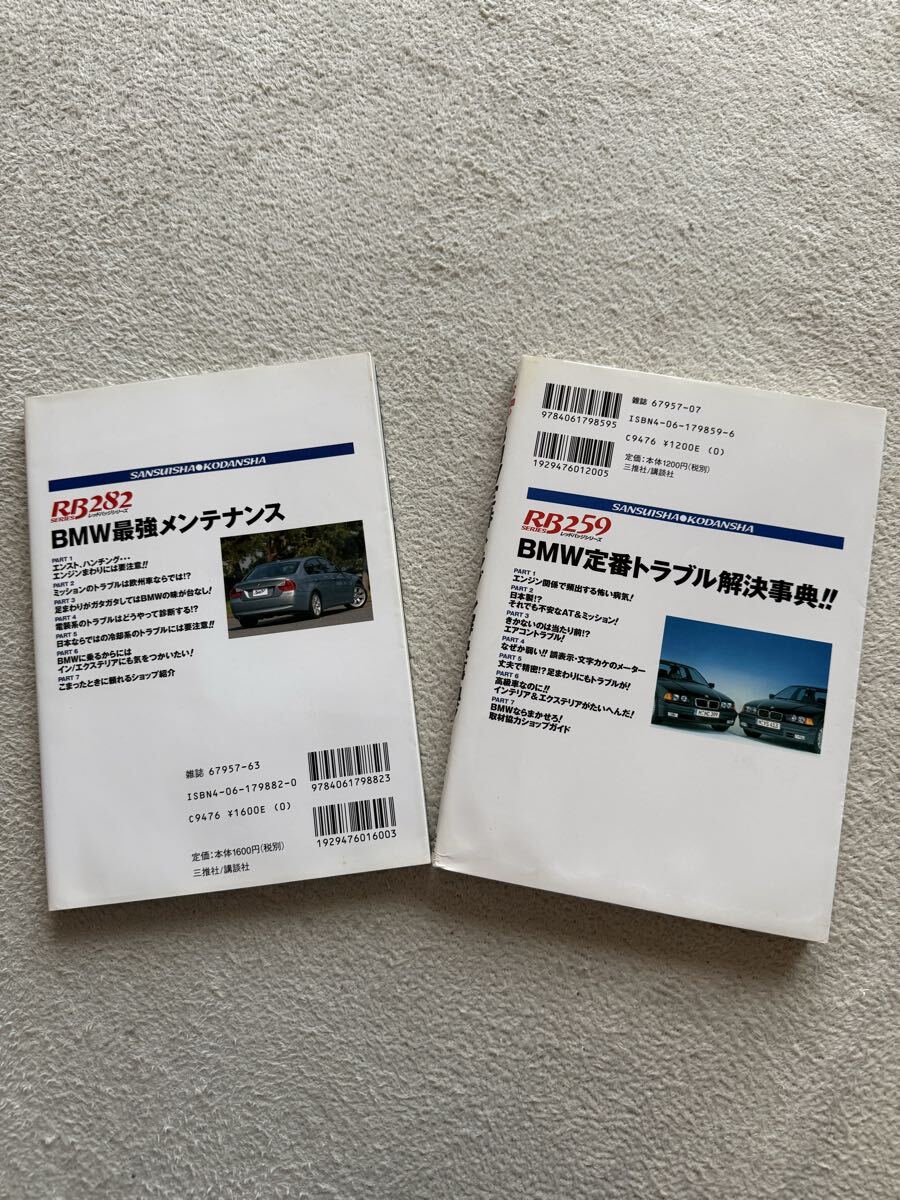 SANSUISHA●KODANSHA
RB282
SERIES レッドバッジシリーズ
BMW最強メンテナンス
PART 1
エンスト、ハンチング・・・
エンジンまわりには要注意!!
PART 2
ミッションのトラブルは欧州車ならでは!?
PART 3
足まわりがガタガタしてはBMWの味が台なし!
PART 4
電装系のトラブルはどうやって診断する!?
PART 5
日本ならではの冷却系のトラブルには要注意!!
PART 6
BMWに乗るからには
イン/エクステリアにも気をつかいたい!
PART 7
こまったときに頼れるショップ紹介
雑誌 67957-63
ISBN4-06-179882-0
C9476 ¥1600E (0)
9784061798823
1929476016003
定価:本体1600円(税別)
三推社/講談社
9784061798595
1929476012005
雑誌 67957-07
ISBN4-06-179859-6
C9476 ¥1200E (0)
定価:本体1200円(税別)
三推社/講談社
SANSUISHA●KODANSHA
RB259
SERIES レッドバッジシリーズ
BMW定番トラブル解決事典!!
PART 1
エンジン関係で頻出する怖い病気!
PART 2
日本製!?
それでも不安なAT&ミッション!
PART 3
きかないのは当たり前!?
エアコントラブル!
PART 4
なぜか弱い!! 誤表示・文字カケのメーター
PART 5
丈夫で精密!? 足まわりにもトラブルが!
PART 6
高級車なのに!!
インテリア&エクステリアがたいへんだ!
PART 7
BMWならまかせろ!
取材協力ショップガイド